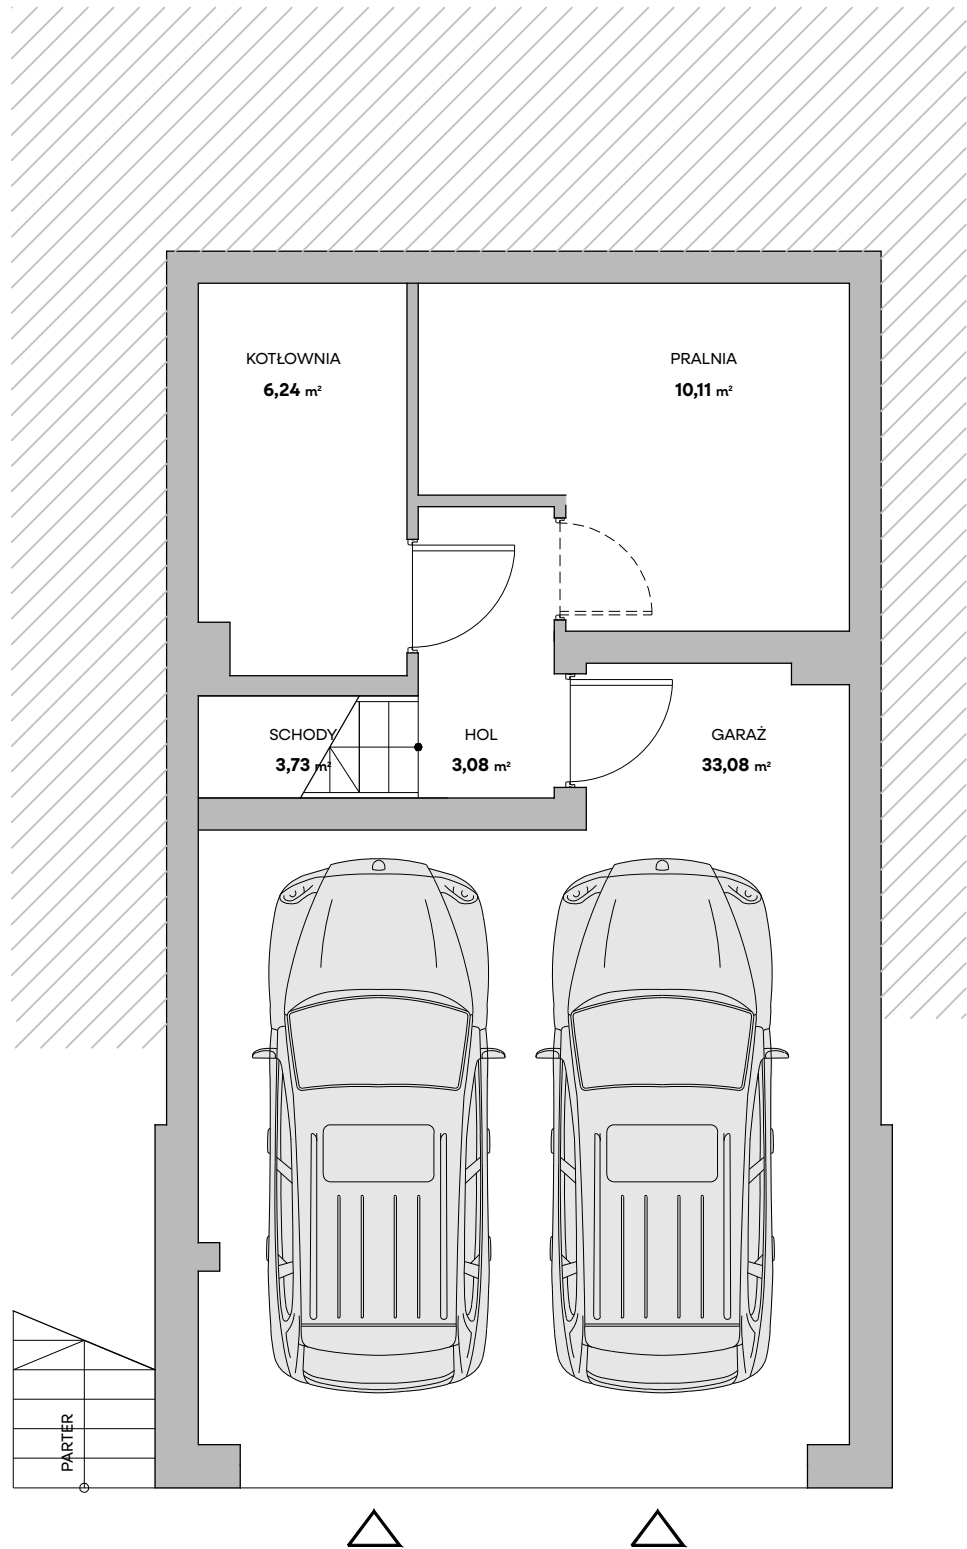 KOTŁOWNIA
6,24 m²
PRALNIA
10,11 m²
SCHODY
3,73 m²
HOL
3,08 m²
GARAŻ
33,08 m²
PARTER